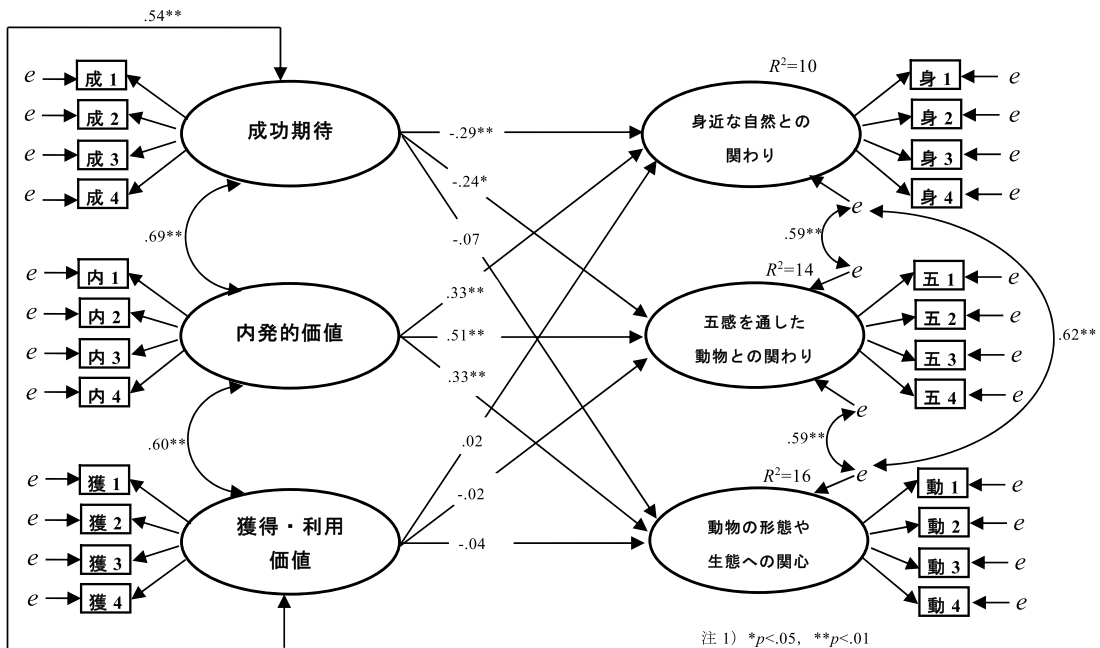 .54**
e
成 1
e
成 2
e
成 3
e
成 4
成功期待
.69**
e
内 1
e
内 2
e
内 3
e
内 4
内発的価値
.60**
e
獲 1
e
獲 2
e
獲 3
e
獲 4
獲得・利用
価値
-.29**
-.24*
-.07
.33**
.51**
.33**
.02
-.02
-.04
R²=10
身近な自然との
関わり
身 1
e
身 2
e
身 3
e
身 4
e
e
.59**
e
R²=14
五感を通した
動物との関わり
五 1
e
五 2
e
五 3
e
五 4
e
.62**
e
.59**
e
R²=16
動物の形態や
生態への関心
動 1
e
動 2
e
動 3
e
動 4
e
注 1）*p<.05，**p<.01